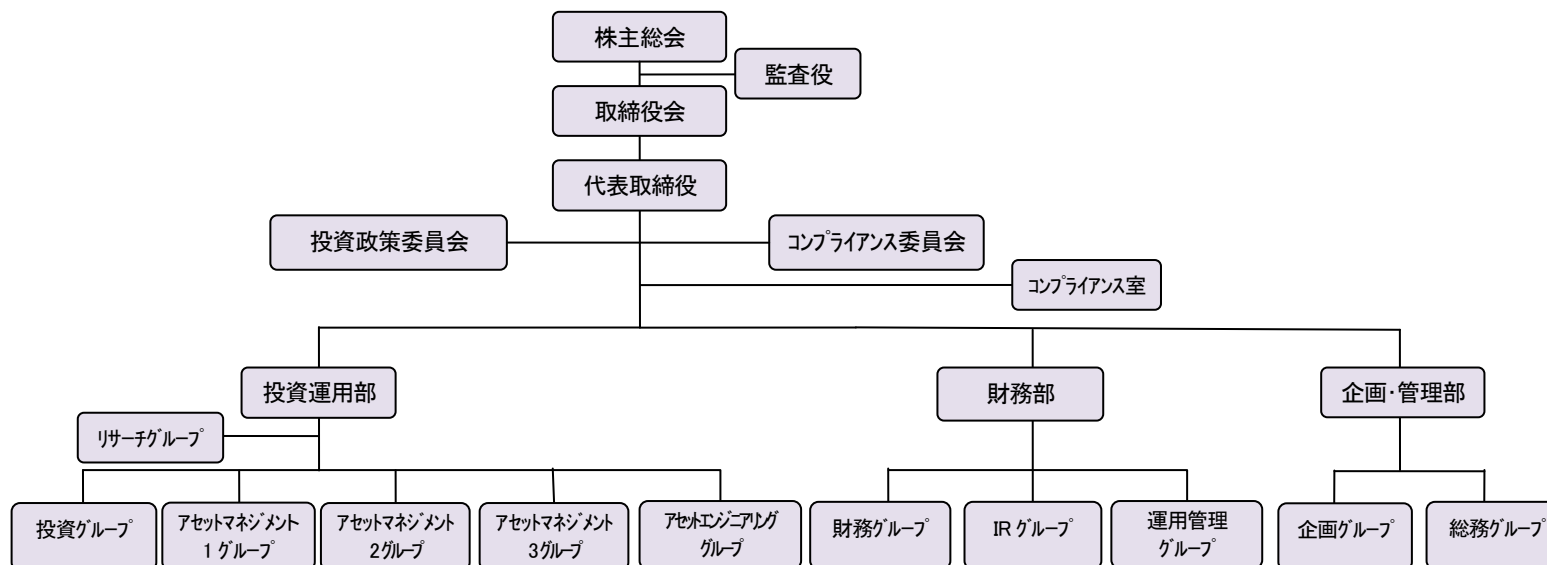 株主総会
監査役
取締役会
代表取締役
投資政策委員会
コンプライアンス委員会
コンプライアンス室
投資運用部
財務部
企画・管理部
リサーチグループ
投資グループ
アセットマネジメント
1グループ
アセットマネジメント
2グループ
アセットマネジメント
3グループ
アセットエンジニアリング
グループ
財務グループ
IRグループ
運用管理
グループ
企画グループ
総務グループ